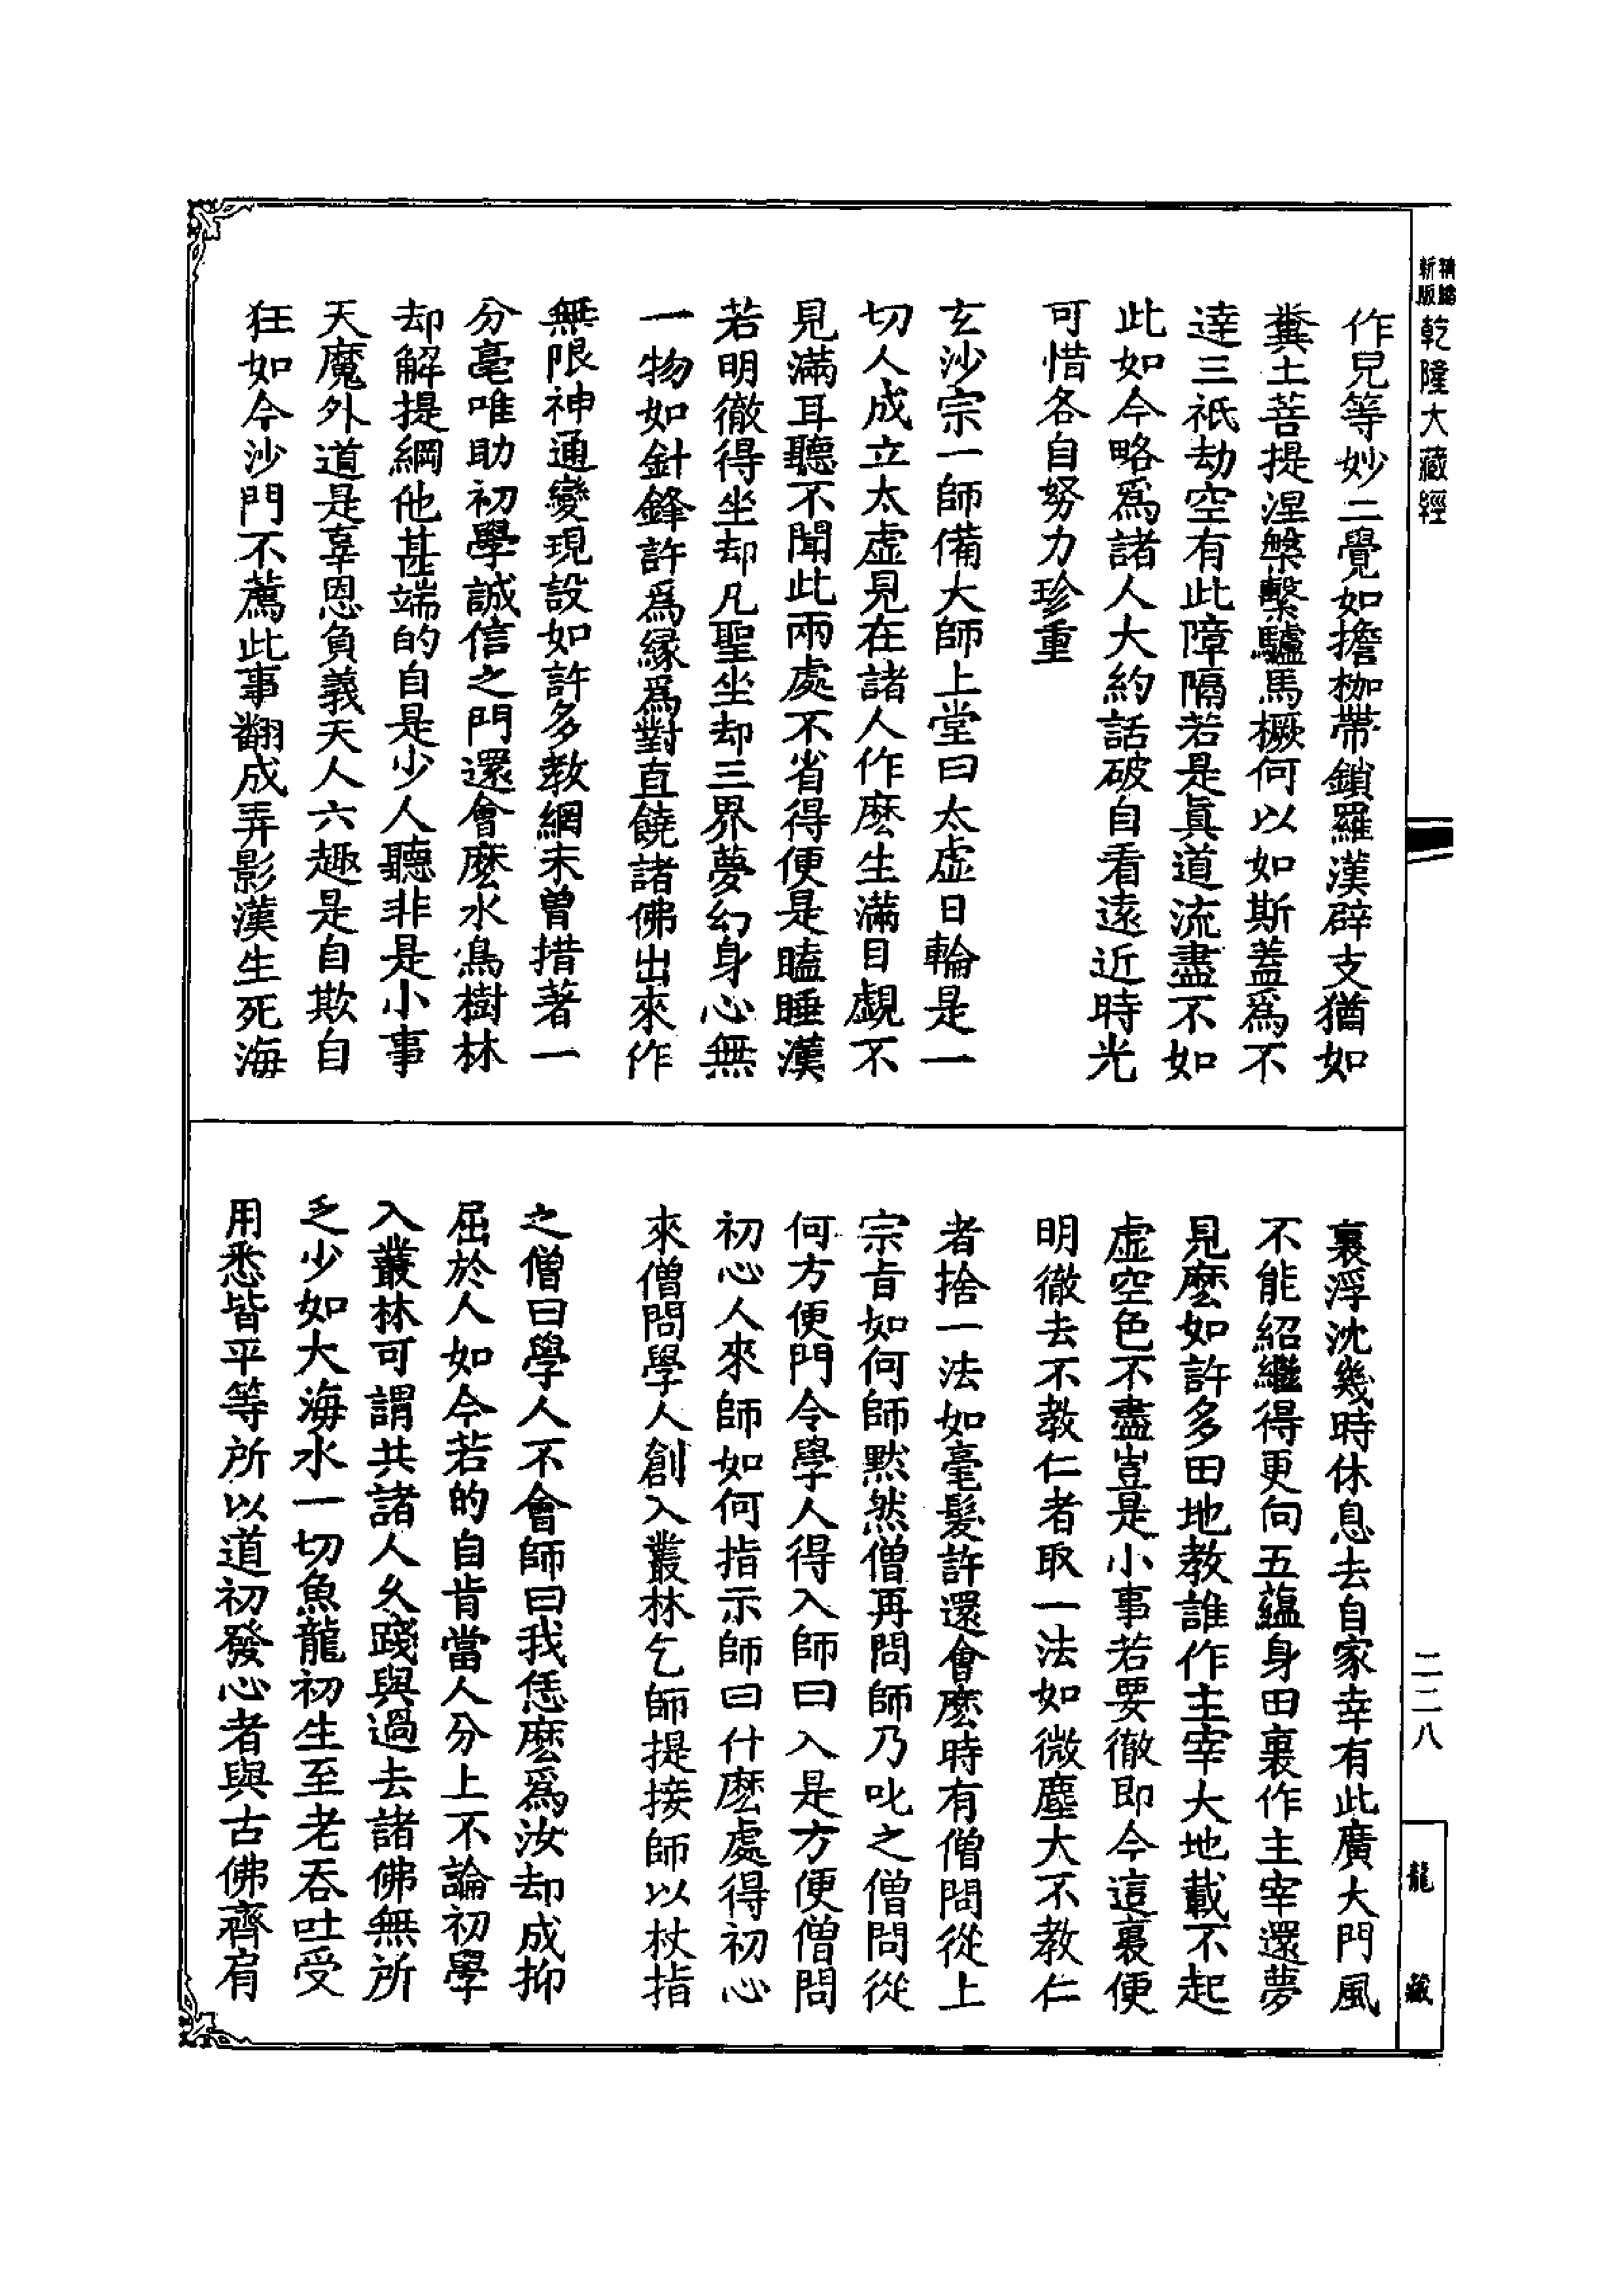 新版
乾隆大藏經
作見等妙二覺如擔枷帶鎖羅漢辟支猶如
糞土菩提涅槃繫驢馬橛何以如斯蓋爲不
達三祇劫空有此障隔若是眞道流盡不如
此如今略爲諸人大約話破自看遠近時光
可惜各自努力珍重
玄沙宗一師備大師上堂曰太虛日輪是一
切人成立太虛見在諸人作麽生滿目覷不
見滿耳聽不聞此兩處不省得便是瞌睡漢
若明徹得坐却凡聖坐却三界夢幻身心無
一物如針鋒許爲緣爲對直饒諸佛出來作
無限神通變現設如許多教網未曾措著一
分毫唯助初學誠信之門還會麽水鳥樹林
却解提綱他甚端的自是少人聽非是小事
天魔外道是辜恩負義天人六趣是自欺自
狂如今沙門不薦此事翻成弄影漢生死海
裏浮沈幾時休息去自家幸有此廣大門風
不能紹繼得更向五蘊身田裏作主宰還夢
見麽如許多田地教誰作主宰大地載不起
虛空色不盡豈是小事若要徹即今這裏便
明徹去不教仁者取一法如微塵大不教仁
者捨一法如毫髮許還會麽時有僧問從上
宗旨如何師默然僧再問師乃叱之僧問從
何方便門令學人得入師曰入是方便僧問
初心人來師如何指示師曰什麽處得初心
來僧問學人創入叢林乞師提接師以杖指
之僧曰學人不會師曰我恁麽爲汝却成抑
屈於人如今若的自肯當人分上不論初學
入叢林可謂共諸人久踐與過去諸佛無所
乏少如大海水一切魚龍初生至老吞吐受
用悉皆平等所以道初發心者與古佛齊肩
二二八
龍藏